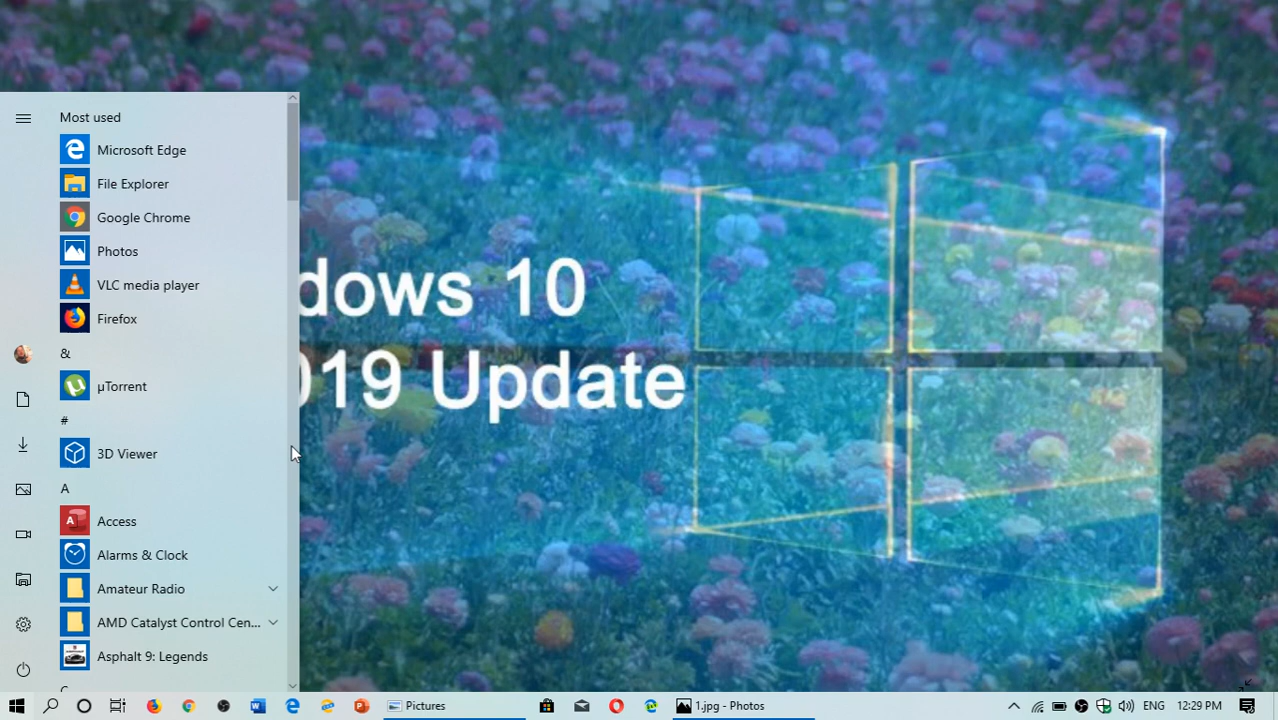 Most used
Microsoft Edge
File Explorer
Google Chrome
Photos
VLC media player
Firefox
&
µTorrent
#
3D Viewer
A
Access
Alarms & Clock
Amateur Radio
AMD Catalyst Control Cen...
Asphalt 9: Legends
dows 10
019 Update
Pictures
1.jpg - Photos
ENG
12:29 PM